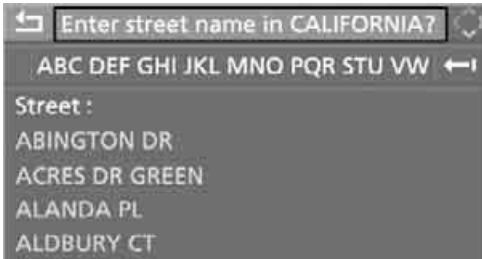 Enter street name in CALIFORNIA?
ABC DEF GHI JKL MNO PQR STU VW
Street :
ABINGTON DR
ACRES DR GREEN
ALANDA PL
ALDBURY CT